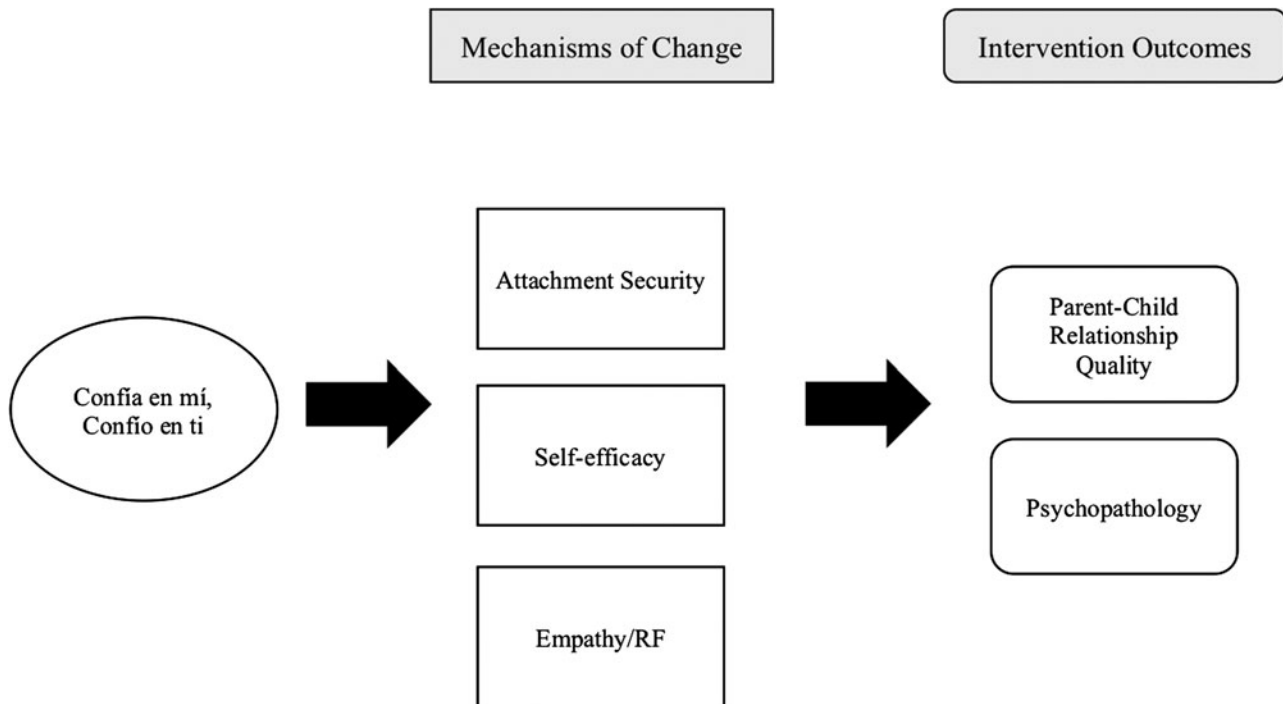 Mechanisms of Change
Intervention Outcomes
Confía en mí,
Confío en ti
Attachment Security
Self-efficacy
Empathy/RF
Parent-Child
Relationship
Quality
Psychopathology